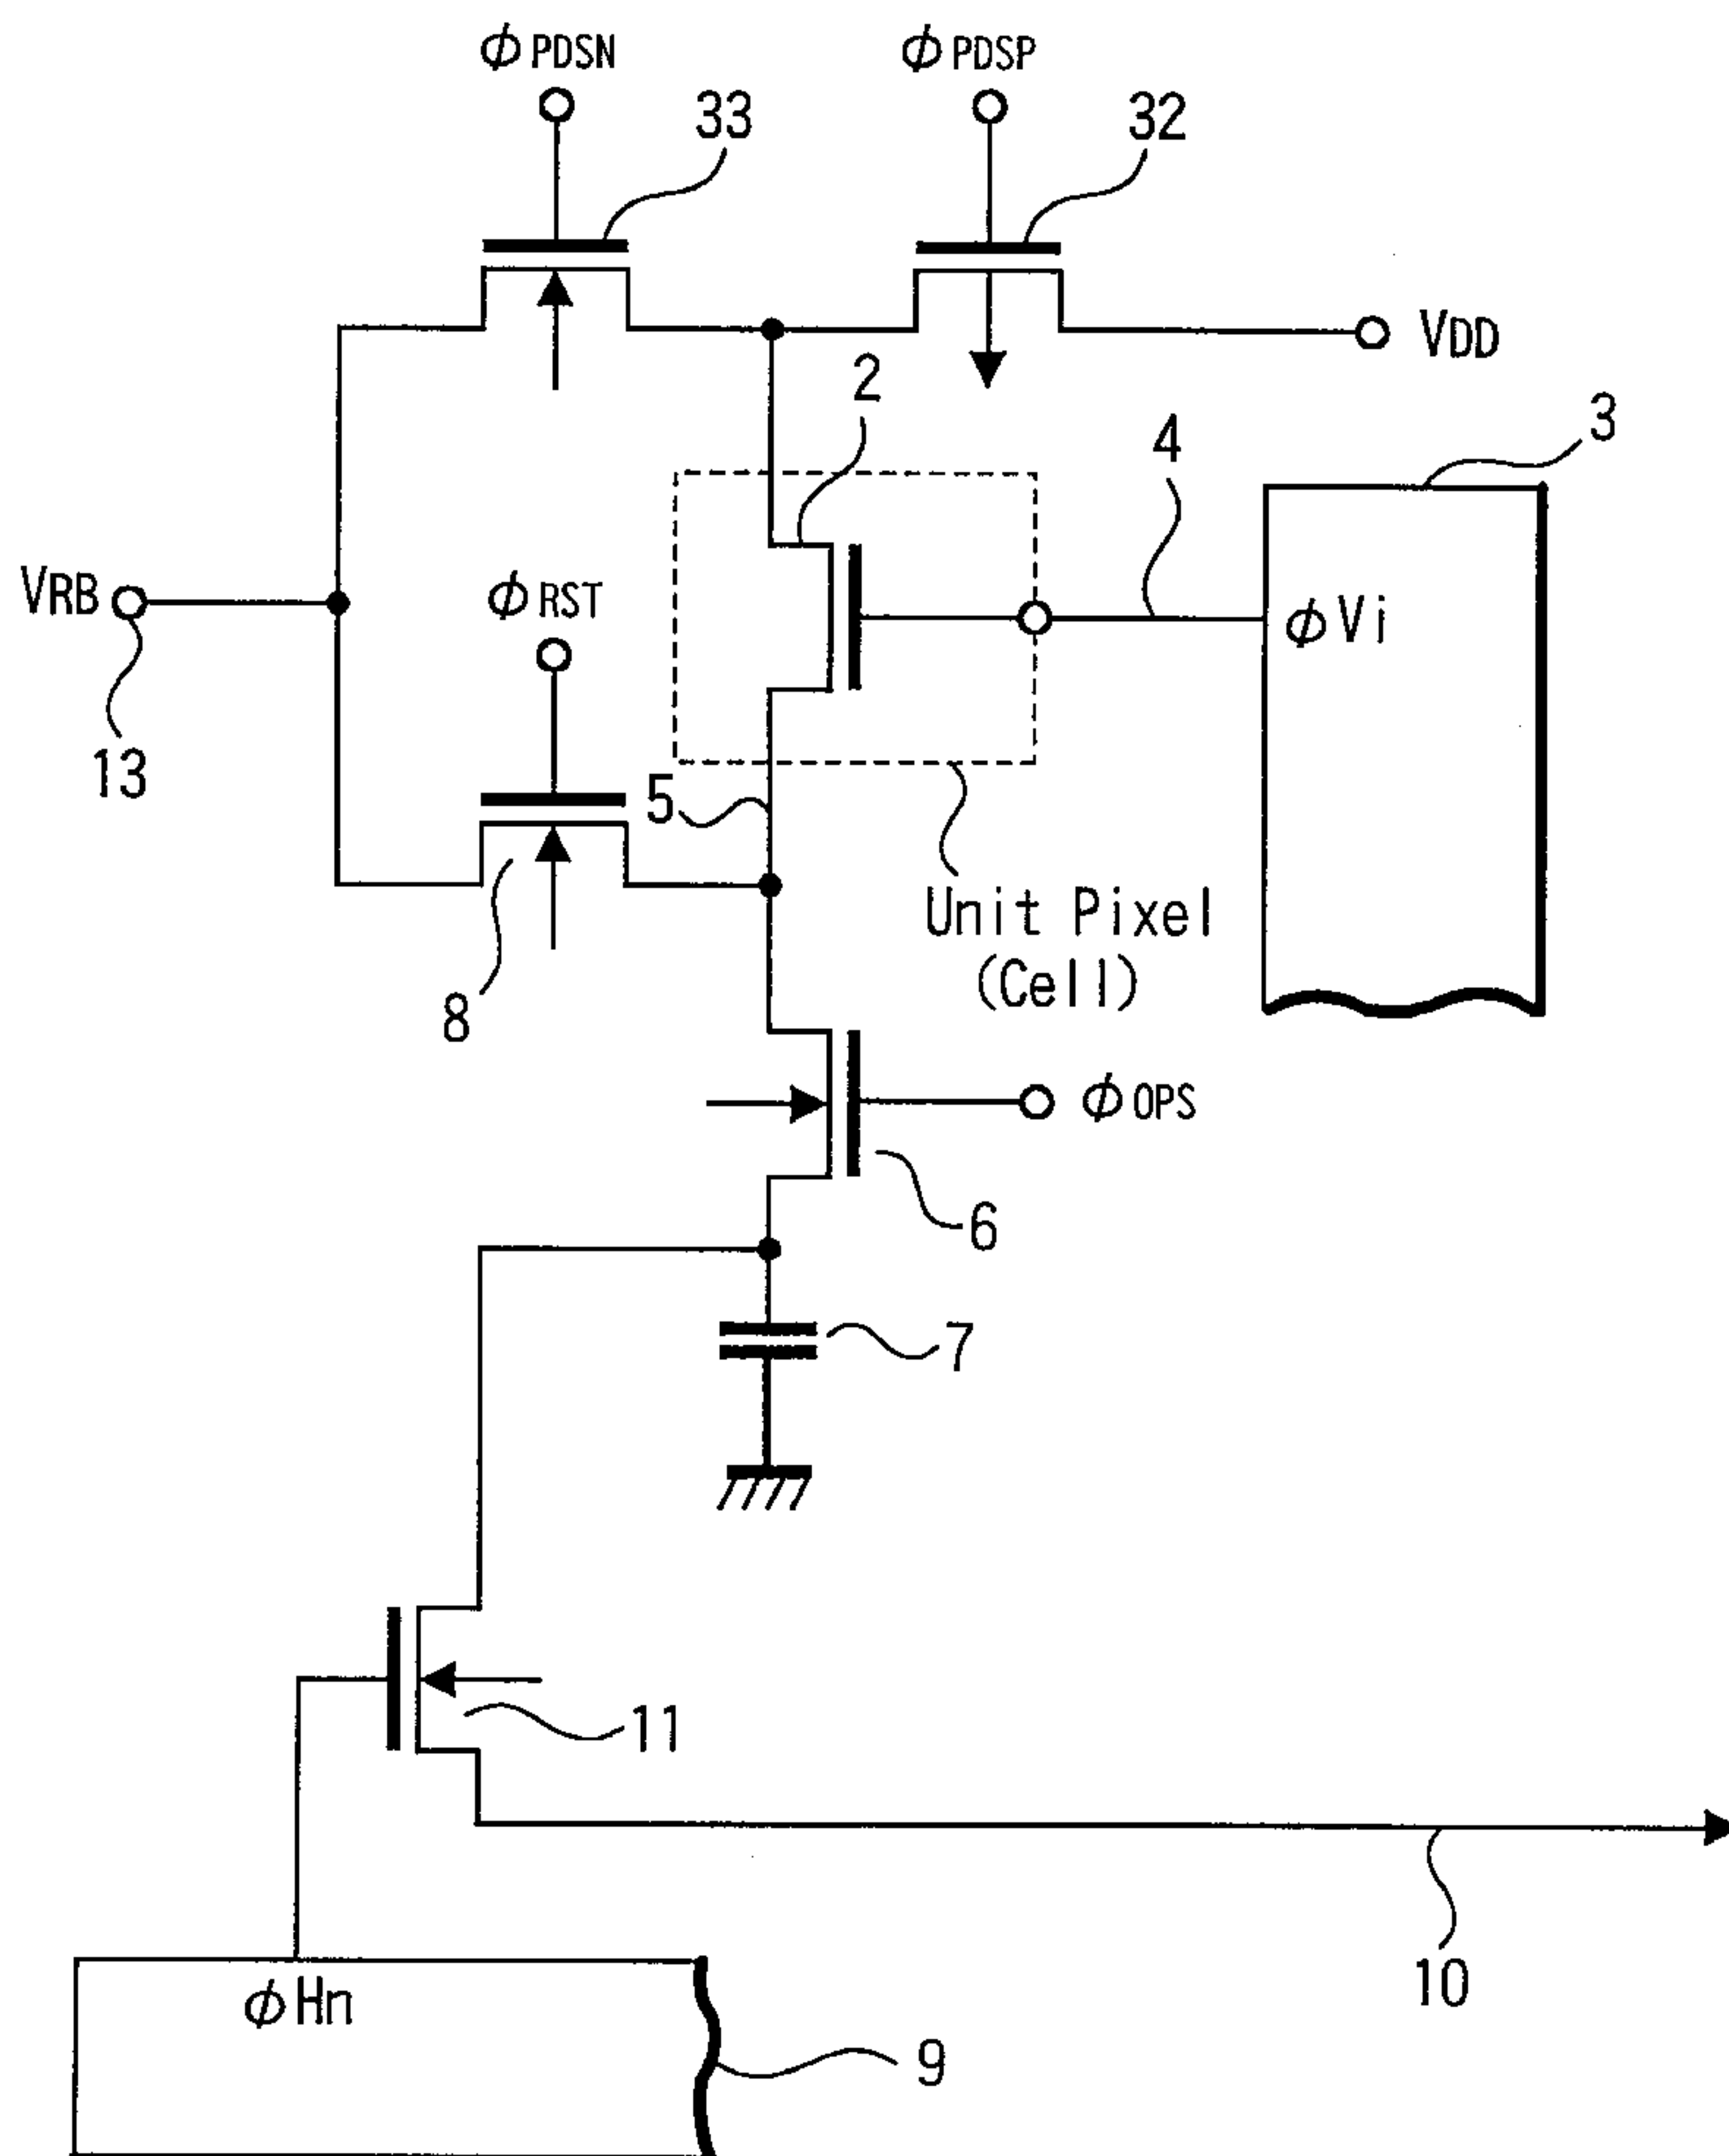 ϕPDSN
ϕPDSP
33
32
VDD
2
4
3
VRB
ϕRST
ϕVi
13
5
Unit Pixel
(Cell)
8
ϕOPS
6
7
11
10
ϕHn
9